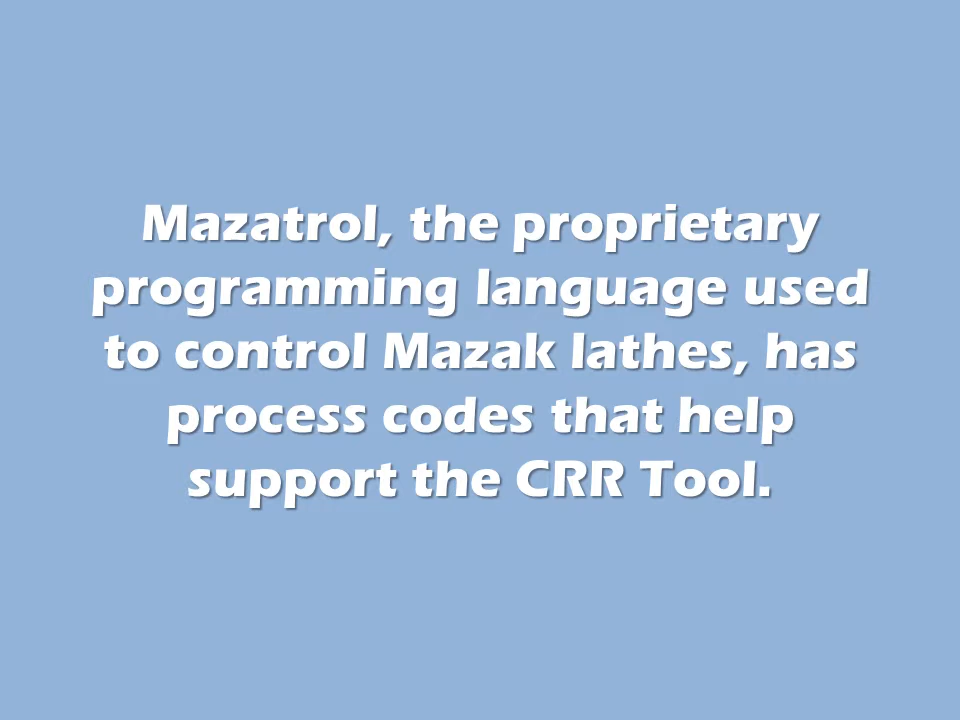 Mazatrol, the proprietary
programming language used
to control Mazak lathes, has
process codes that help
support the CRR Tool.